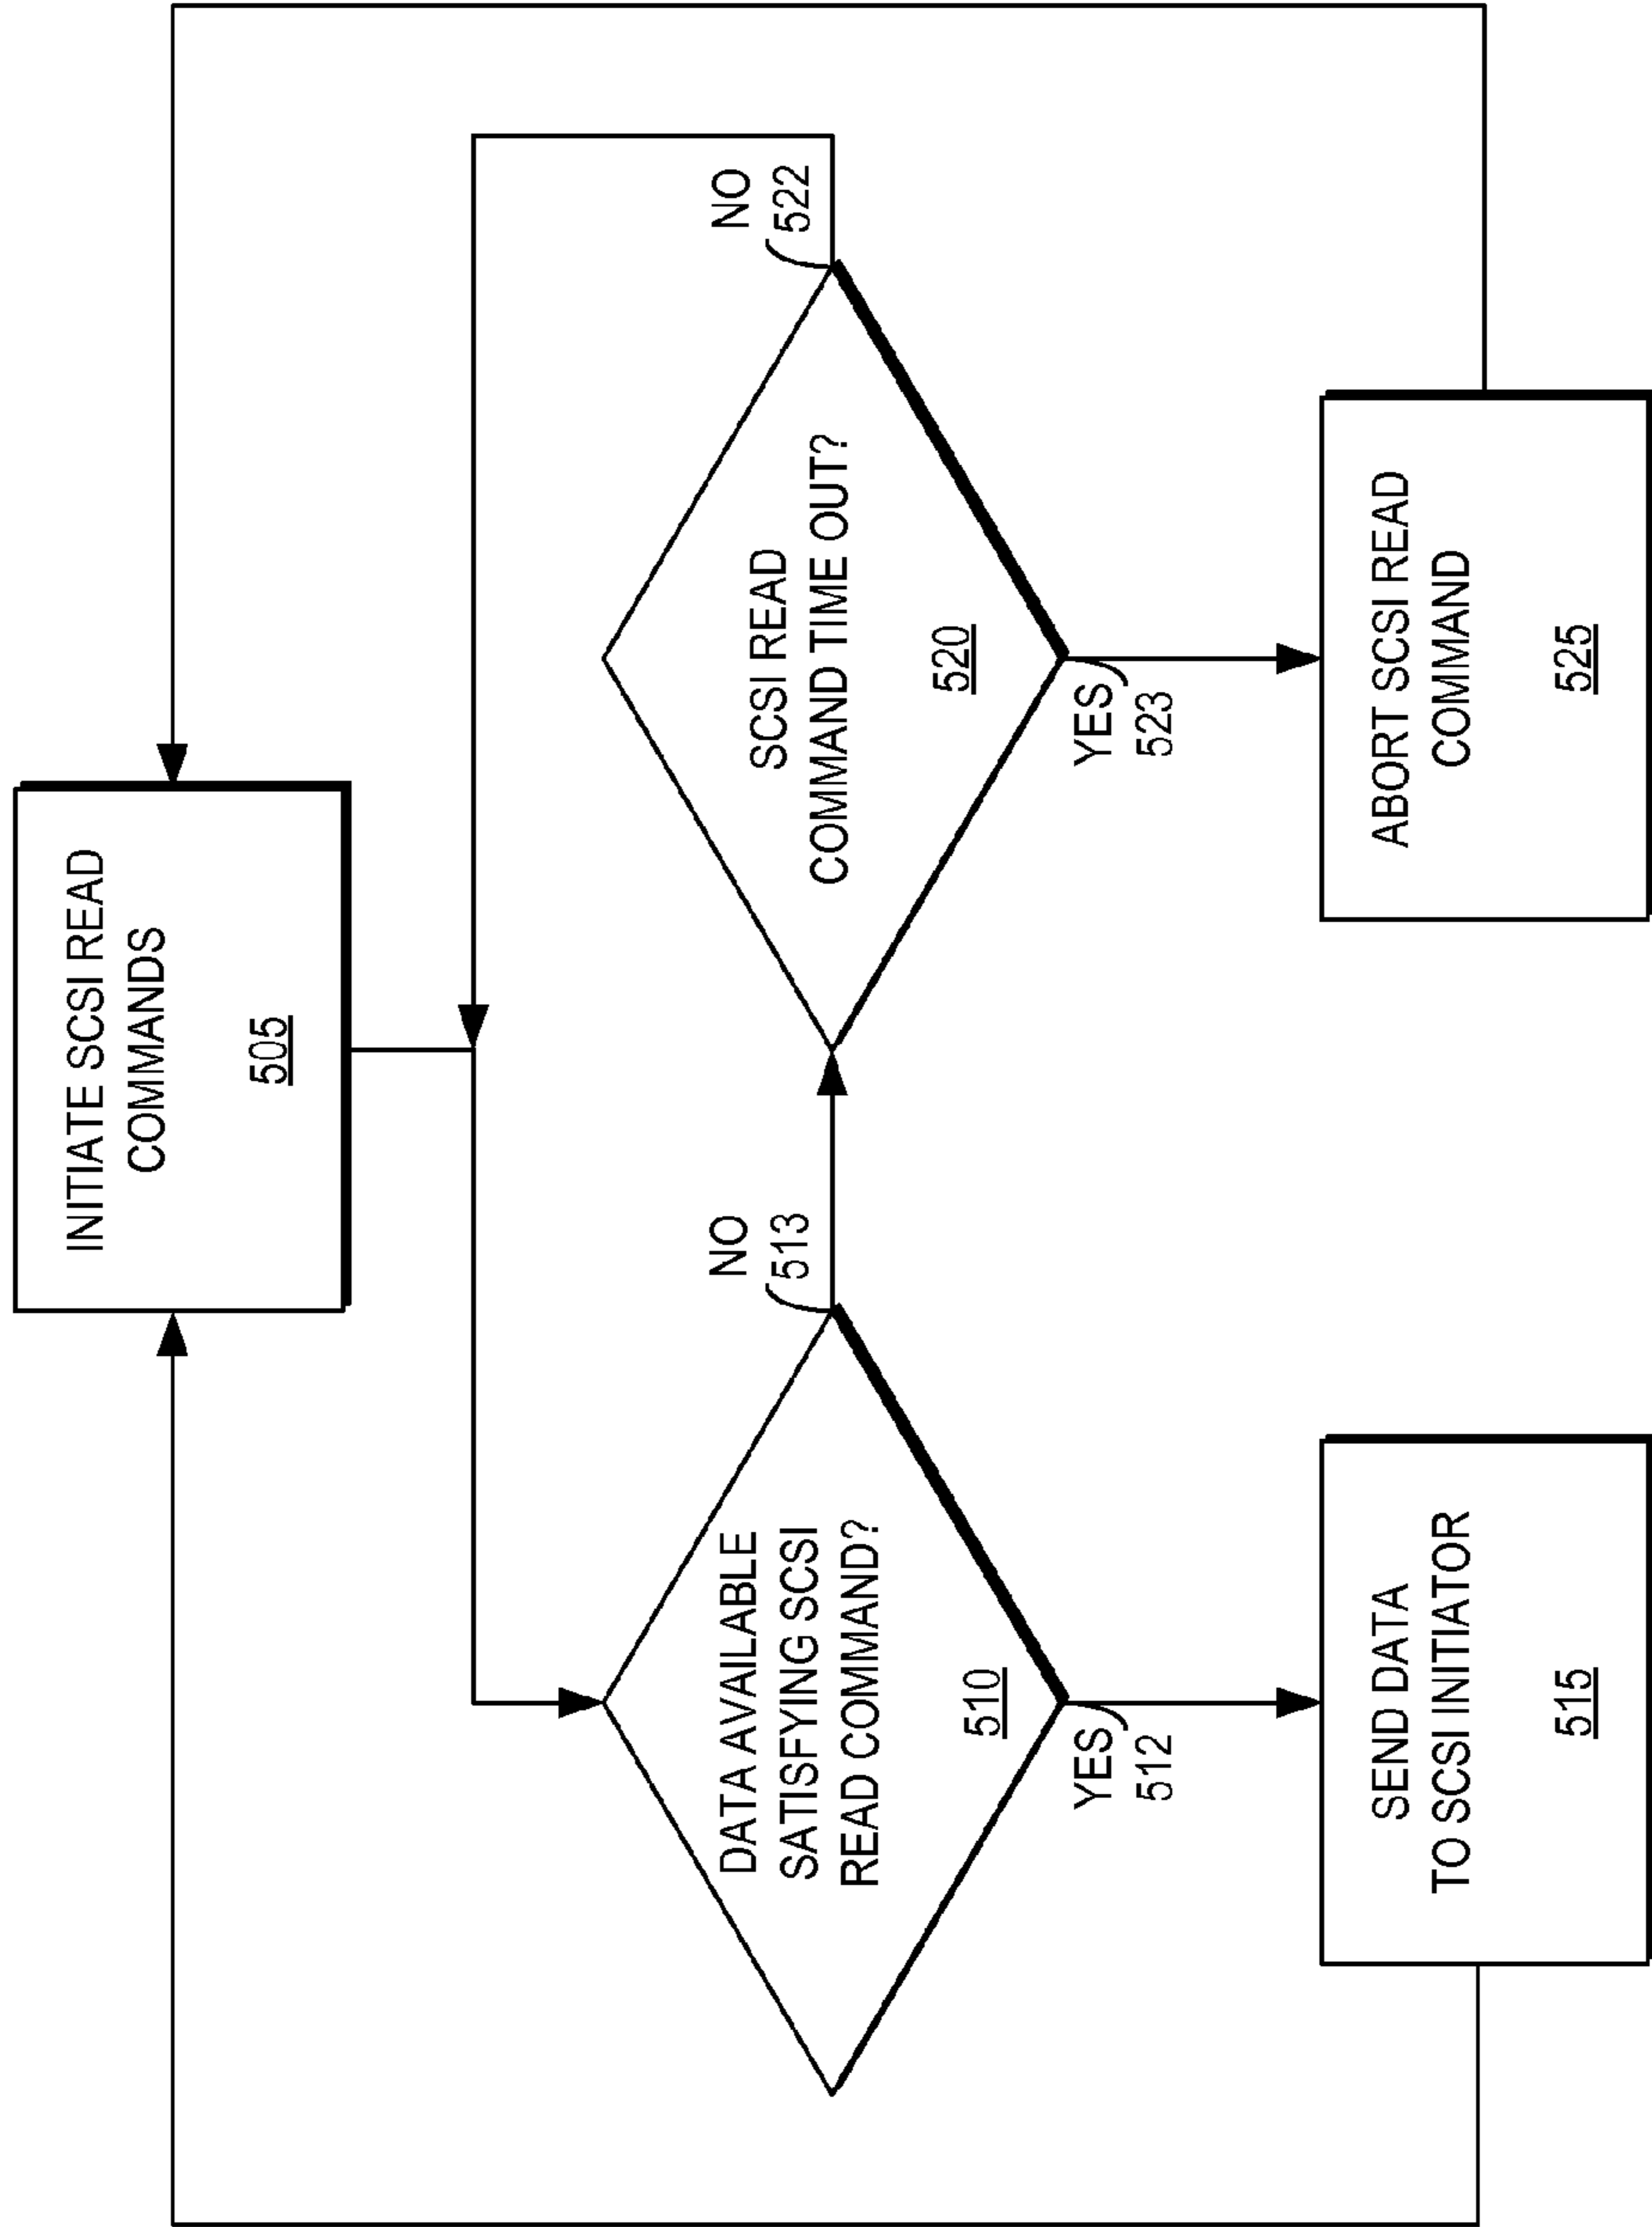 INITIATE SCSI READ
COMMANDS
505
DATA AVAILABLE
SATISFYING SCSI
READ COMMAND?
510
NO
513
YES
512
SCSI READ
COMMAND TIME OUT?
520
NO
522
YES
523
SEND DATA
TO SCSI INITIATOR
515
ABORT SCSI READ
COMMAND
525